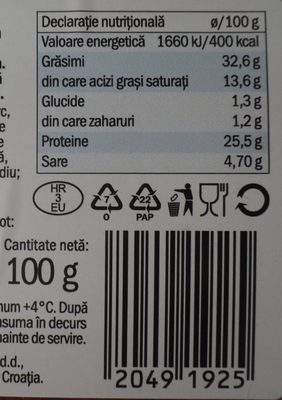 Declarație nutrițională ø/100 g
Valoare energetică 1660 kJ/400 kcal
Grăsimi 32,6 g
din care acizi grași saturați 13,6 g
Glucide 1,3 g
din care zaharuri 1,2 g
Proteine 25,5 g
Sare 4,70 g
HR
3
EU
7
O
22
PAP
Cantitate netă:
100 g
+4°C. După
în decurs
de servire.
d.d.,
Croația.
2049 1925